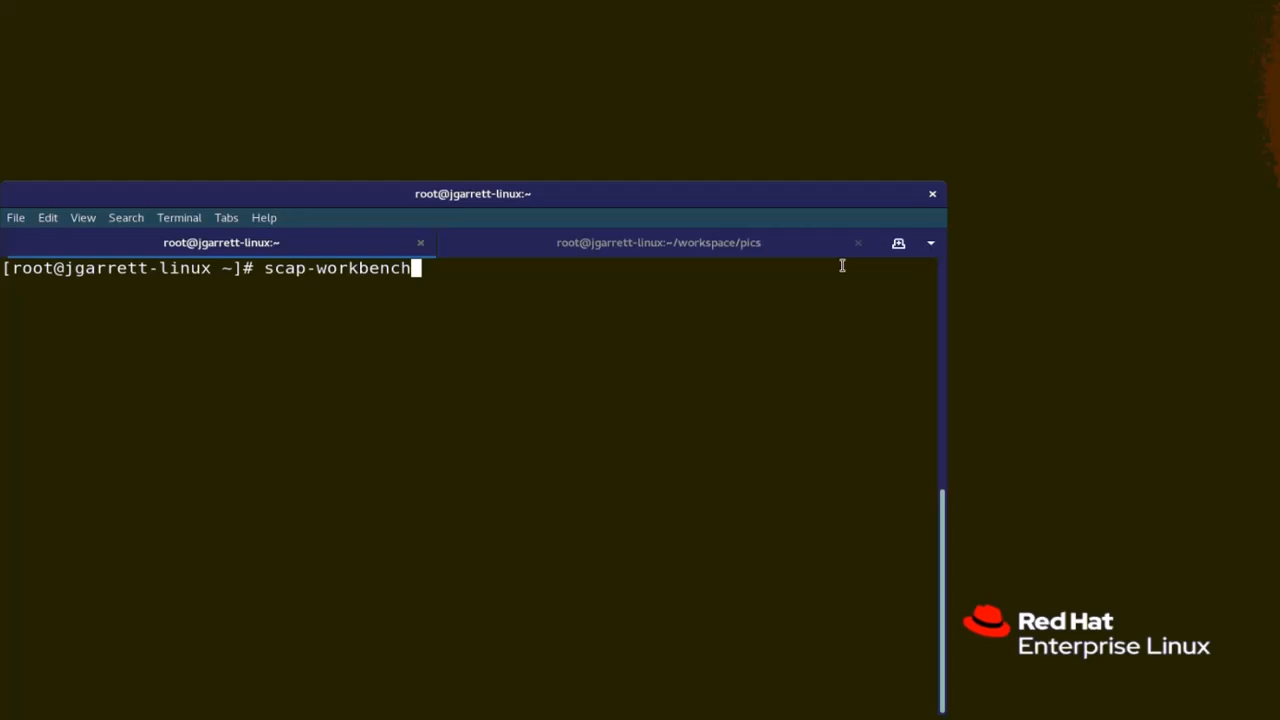 root@jgarrett-linux:~
File Edit View Search Terminal Tabs Help
root@jgarrett-linux:~ root@jgarrett-linux:~/workspace/pics
[root@jgarrett-linux ~]# scap-workbench
Red Hat
Enterprise Linux